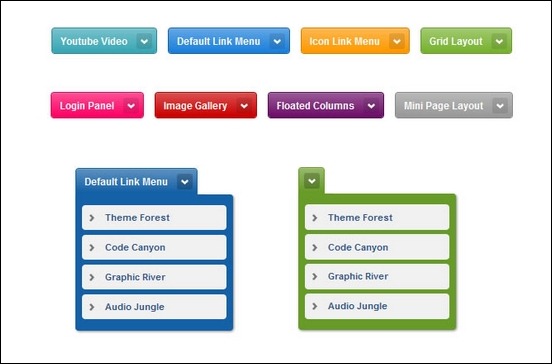 Youtube Video
Default Link Menu
Icon Link Menu
Grid Layout
Login Panel
Image Gallery
Floated Columns
Mini Page Layout
Default Link Menu
Theme Forest
Code Canyon
Graphic River
Audio Jungle
Theme Forest
Code Canyon
Graphic River
Audio Jungle